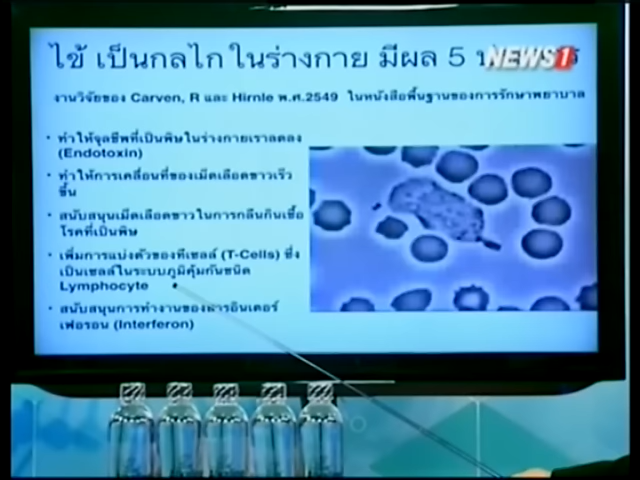 ไข้ เป็นกลไกในร่างกาย มีผล 5
NEWS1
งานวิจัยของ Carven, R และ Hirnle พ.ศ.2549 ในหนังสือพื้นฐานของการรักษาพยาบาล
• ทำให้จุลชีพที่เป็นพิษในร่างกายเราลดลง
(Endotoxin)
• ทำให้การเคลื่อนที่ของเม็ดเลือดขาวเร็ว
ขึ้น
• สนับสนุนเม็ดเลือดขาวในการกลืนกินเชื้อ
โรคที่เป็นพิษ
• เพิ่มการแบ่งตัวของทีเซลล์ (T-Cells) ซึ่ง
เป็นเซลล์ในระบบภูมิคุ้มกันชนิด
Lymphocyte
• สนับสนุนการทำงานของสารอินเตอร์
เฟอรอน (Interferon)